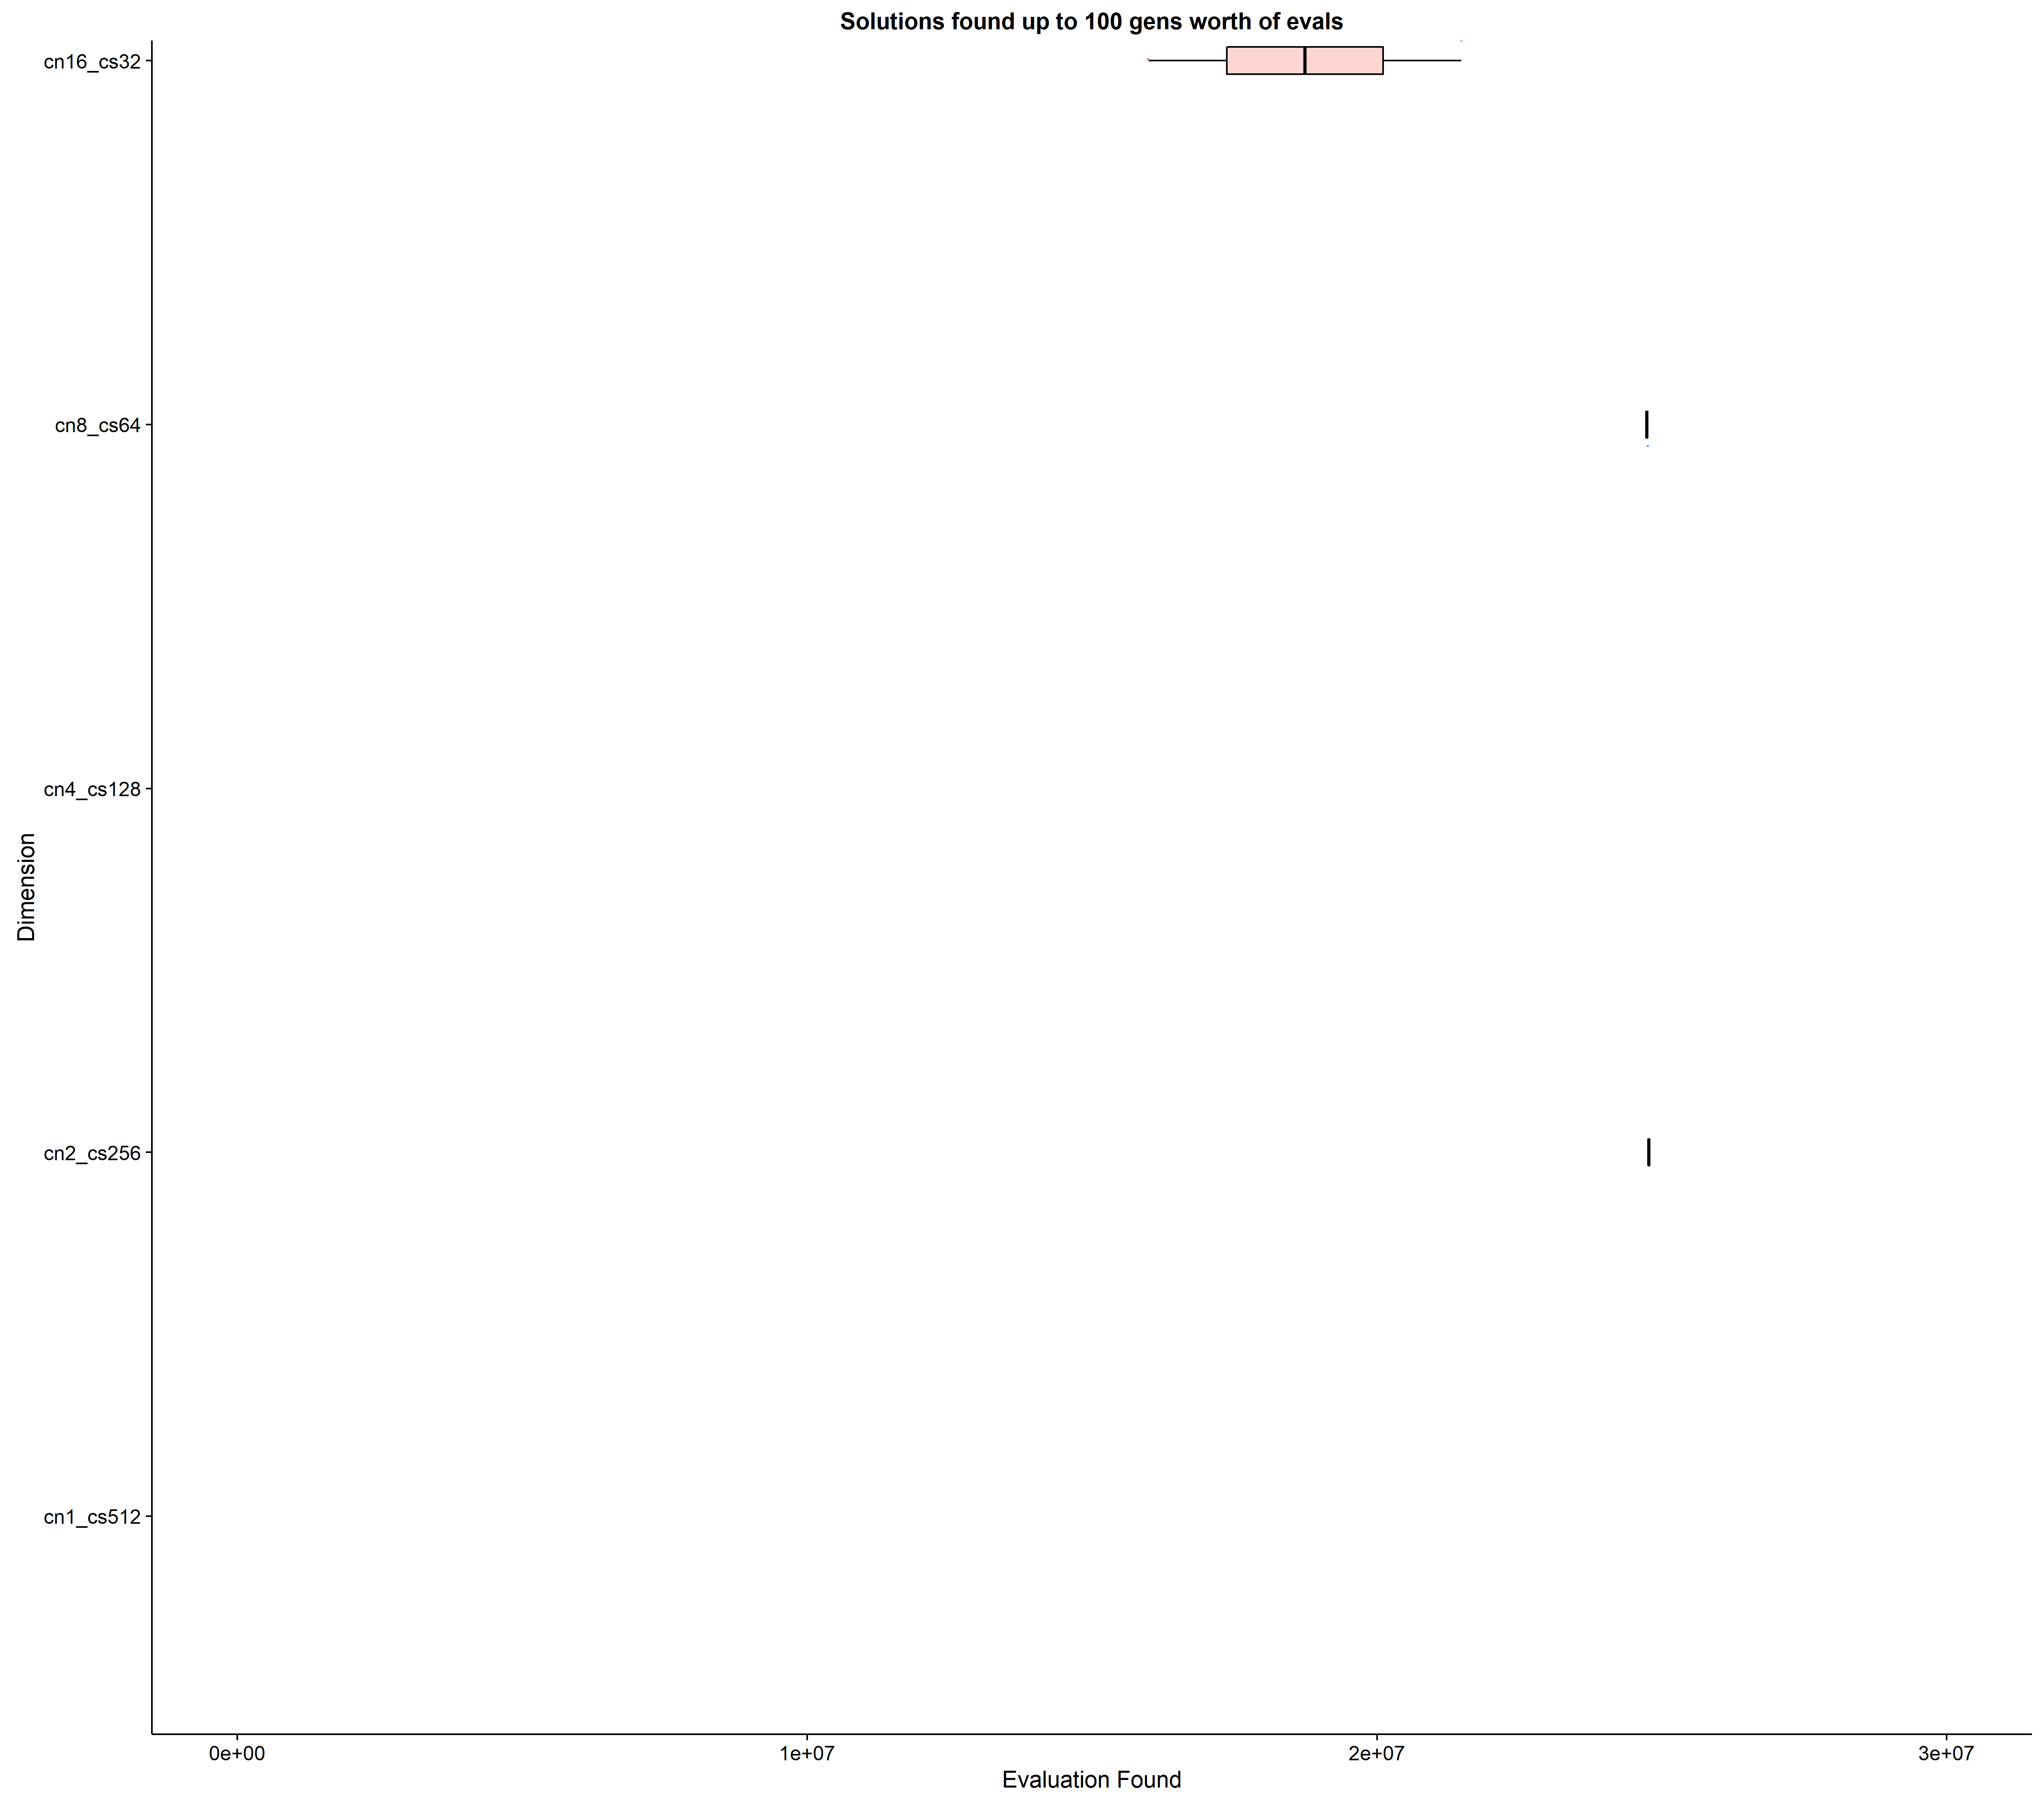 Solutions found up to 100 gens worth of evals
cn16_cs32
cn8_cs64
cn4_cs128
Dimension
cn2_cs256
cn1_cs512
0e+00 1e+07 2e+07 3e+07
Evaluation Found